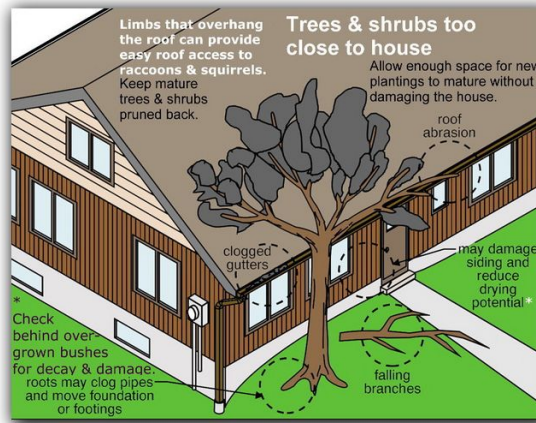 Limbs that overhang
the roof can provide
easy roof access to
raccoons & squirrels.
Keep mature
trees & shrubs
pruned back.
Trees & shrubs too
close to house
Allow enough space for new
plantings to mature without
damaging the house.
roof
abrasion
clogged
gutters
may damage
siding and
reduce
drying
potential*
*
Check
behind over-
grown bushes
for decay & damage.
roots may clog pipes
and move foundation
or footings
falling
branches